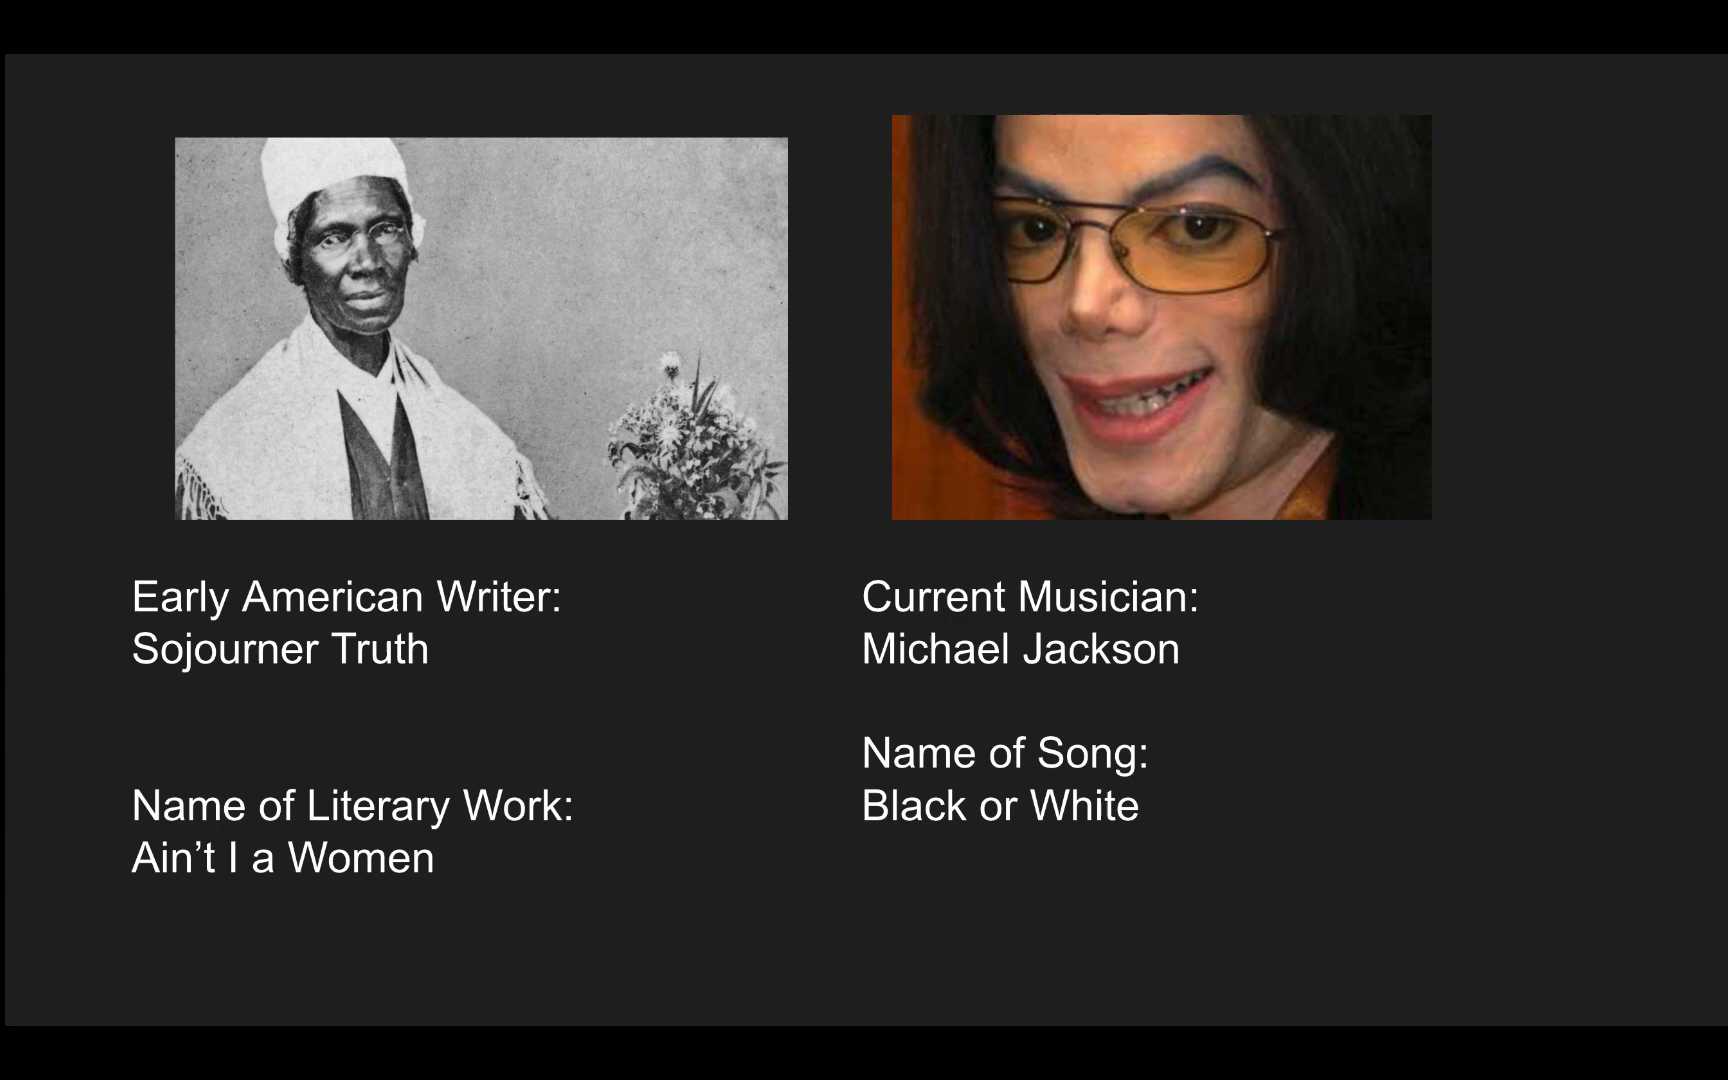 Early American Writer:
Sojourner Truth
Name of Literary Work:
Ain’t I a Women
Current Musician:
Michael Jackson
Name of Song:
Black or White